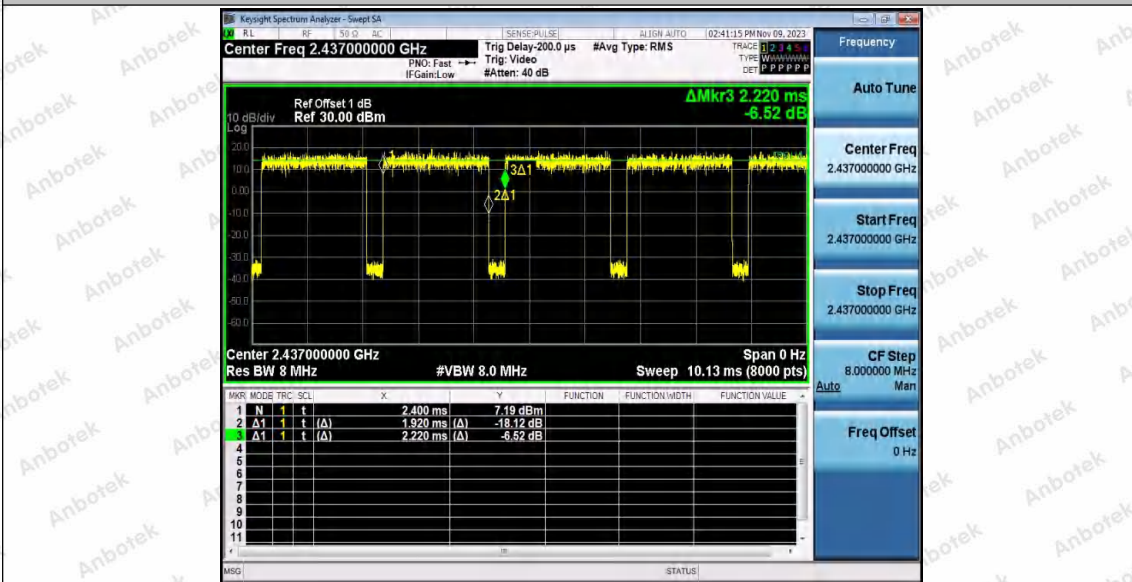 Keysight Spectrum Analyzer - Swept SA
RL RF 50 Ω AC SENSE:PULSE ALIGN AUTO 02:41:15 PM Nov 09, 2023
Center Freq 2.437000000 GHz
PNO: Fast
IFGain:Low
Trig Delay-200.0 µs
Trig: Video
#Atten: 40 dB
#Avg Type: RMS
TRACE 1 2 3 4 5 6
TYPE WWWWWW
DET P P P P P P
Ref Offset 1 dB
10 dB/div Ref 30.00 dBm
Log
ΔMkr3 2.220 ms
-6.52 dB
20.0
10.0
0.00
-10.0
-20.0
-30.0
-40.0
-50.0
-60.0
1
3Δ1
2Δ1
Center 2.437000000 GHz Span 0 Hz
Res BW 8 MHz #VBW 8.0 MHz Sweep 10.13 ms (8000 pts)
MKR MODE TRC SCL X Y FUNCTION FUNCTION WIDTH FUNCTION VALUE
1 N 1 t 2.400 ms 7.19 dBm
2 Δ1 1 t (Δ) 1.920 ms (Δ) -18.12 dB
3 Δ1 1 t (Δ) 2.220 ms (Δ) -6.52 dB
4
5
6
7
8
9
10
11
MSG STATUS
Frequency
Auto Tune
Center Freq
2.437000000 GHz
Start Freq
2.437000000 GHz
Stop Freq
2.437000000 GHz
CF Step
8.000000 MHz
Auto Man
Freq Offset
0 Hz
Anbotek